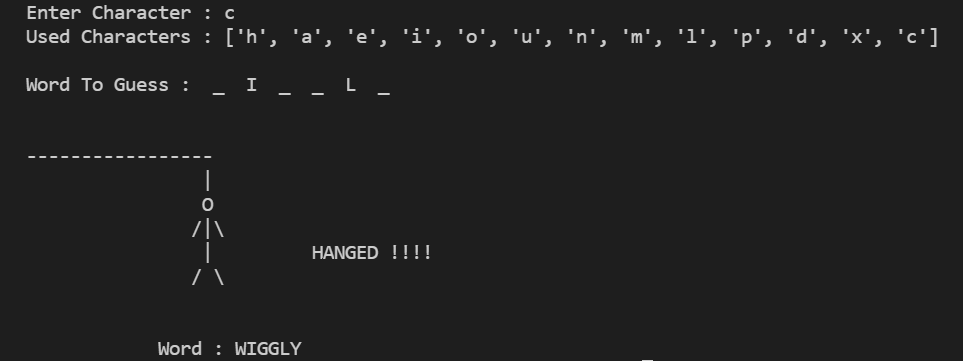 Enter Character : c
Used Characters : ['h', 'a', 'e', 'i', 'o', 'u', 'n', 'm', 'l', 'p', 'd', 'x', 'c']
Word To Guess :  _  I  _  _  L  _
-----------------
|
O
/|\
|        HANGED !!!!
/ \
Word : WIGGLY